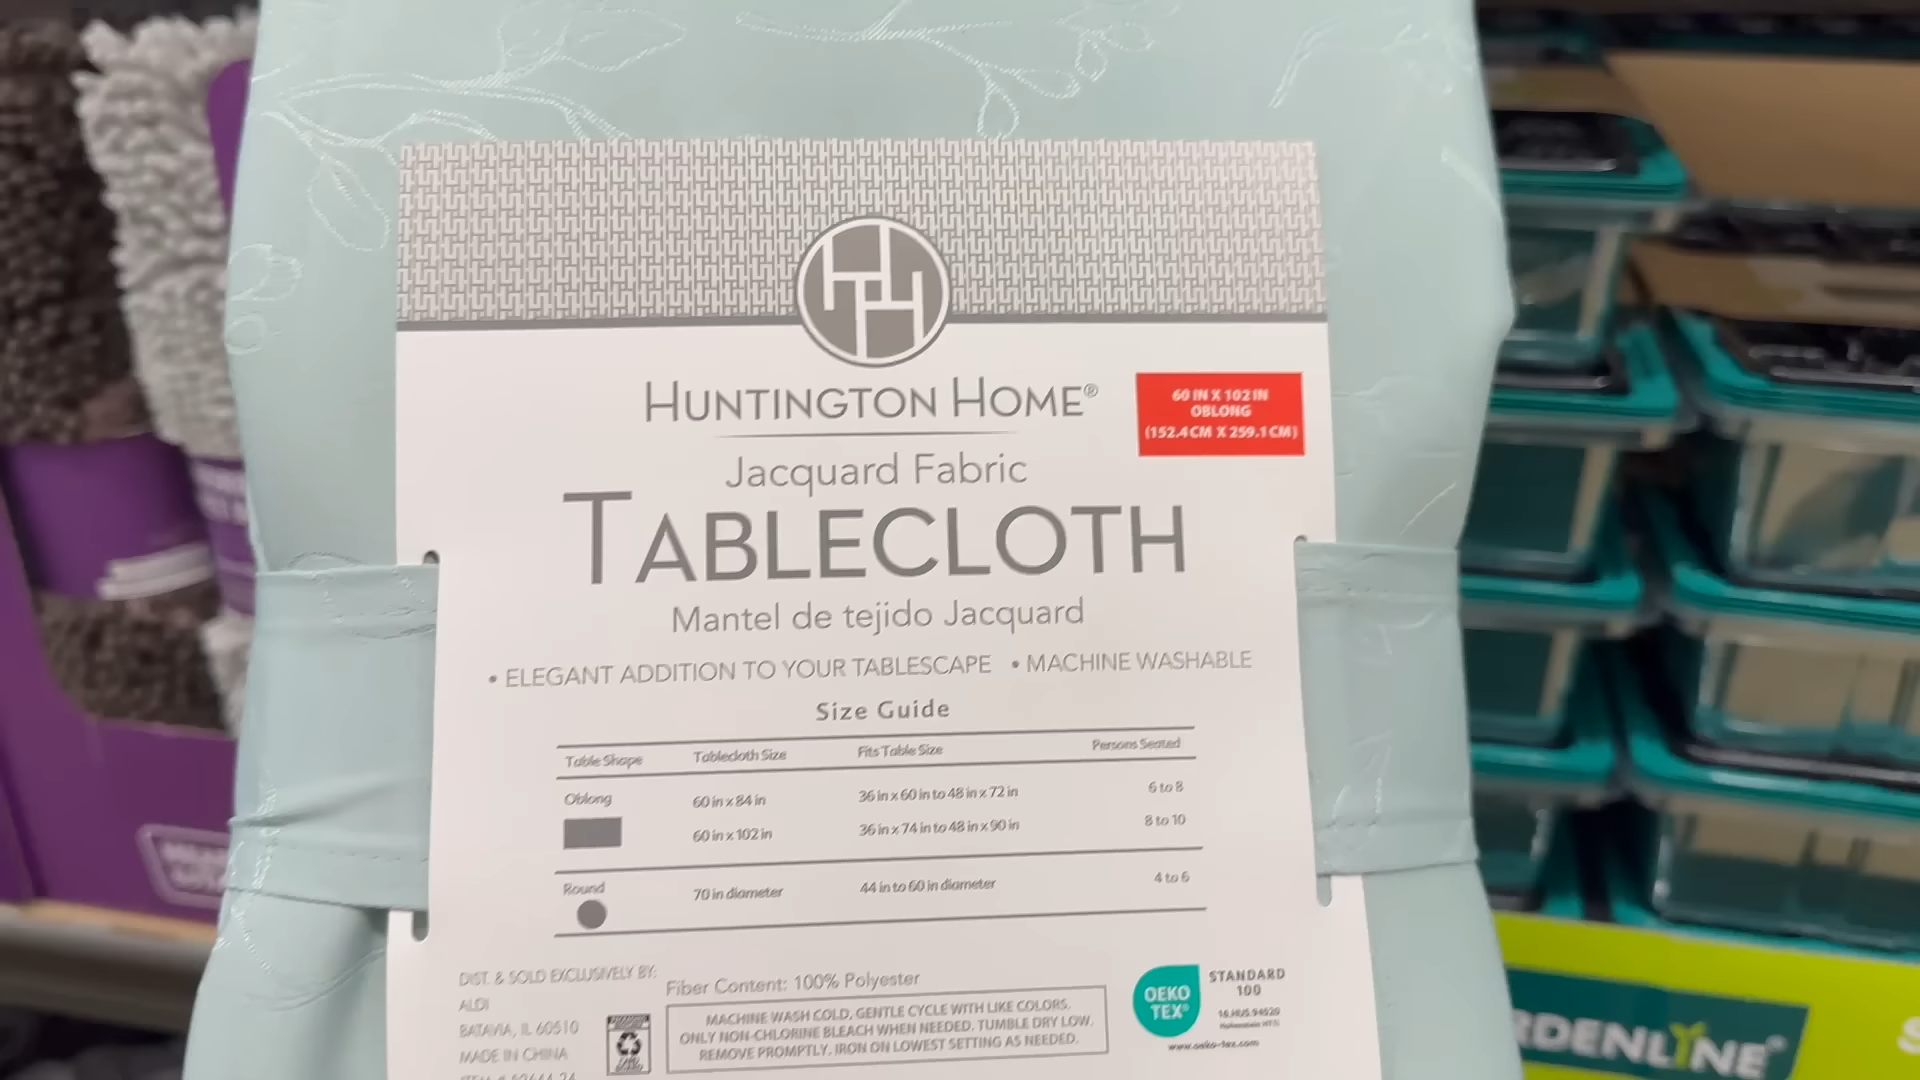 HUNTINGTON HOME®
60 IN X 102 IN
OBLONG
(152.4 CM X 259.1 CM)
Jacquard Fabric
TABLECLOTH
Mantel de tejido Jacquard
• ELEGANT ADDITION TO YOUR TABLESCAPE • MACHINE WASHABLE
Size Guide
Table Shape Tablecloth Size Fits Table Size Persons Seated
Oblong 60 in x 84 in 36 in x 60 in to 48 in x 72 in 6 to 8
60 in x 102 in 36 in x 74 in to 48 in x 90 in 8 to 10
Round 70 in diameter 44 in to 60 in diameter 4 to 6
DIST. & SOLD EXCLUSIVELY BY:
ALDI
BATAVIA, IL 60510
MADE IN CHINA
Fiber Content: 100% Polyester
MACHINE WASH COLD, GENTLE CYCLE WITH LIKE COLORS.
ONLY NON-CHLORINE BLEACH WHEN NEEDED. TUMBLE DRY LOW.
REMOVE PROMPTLY. IRON ON LOWEST SETTING AS NEEDED.
OEKO
TEX®
STANDARD
100
www.oeko-tex.com
RDENLINE